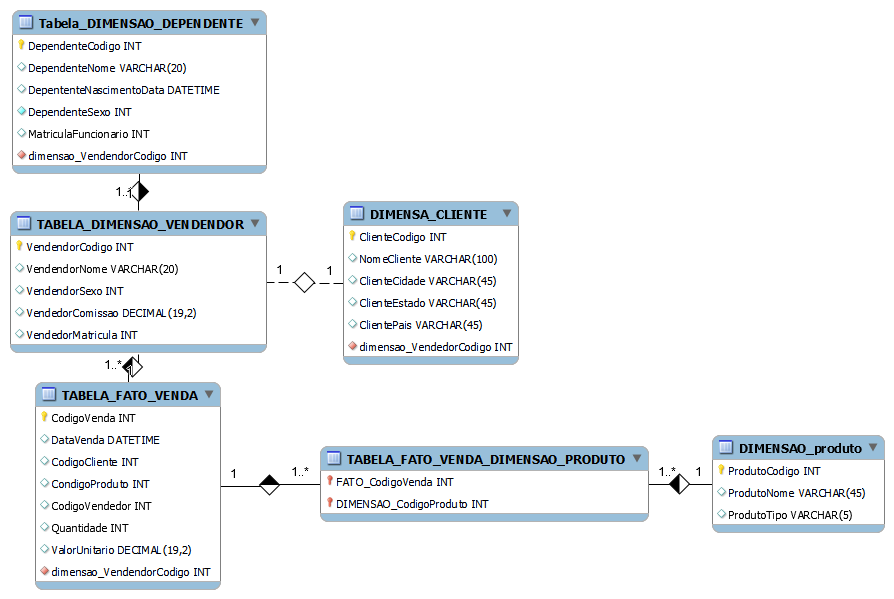 Tabela_DIMENSAO_DEPENDENTE
DependenteCodigo INT
DependenteNome VARCHAR(20)
DepententeNascimentoData DATETIME
DependenteSexo INT
MatriculaFuncionario INT
dimensao_VendendorCodigo INT
TABELA_DIMENSAO_VENDENDOR
VendendorCodigo INT
VendendorNome VARCHAR(20)
VendendorSexo INT
VendedorComissao DECIMAL(19,2)
VendedorMatricula INT
1
1
DIMENSA_CLIENTE
ClienteCodigo INT
NomeCliente VARCHAR(100)
ClienteCidade VARCHAR(45)
ClienteEstado VARCHAR(45)
ClientePais VARCHAR(45)
dimensao_VendedorCodigo INT
1..*
TABELA_FATO_VENDA
CodigoVenda INT
DataVenda DATETIME
CodigoCliente INT
CondigoProduto INT
CodigoVendedor INT
Quantidade INT
ValorUnitario DECIMAL(19,2)
dimensao_VendendorCodigo INT
1
1..*
TABELA_FATO_VENDA_DIMENSAO_PRODUTO
FATO_CodigoVenda INT
DIMENSAO_CodigoProduto INT
1..*
1
DIMENSAO_produto
ProdutoCodigo INT
ProdutoNome VARCHAR(45)
ProdutoTipo VARCHAR(5)